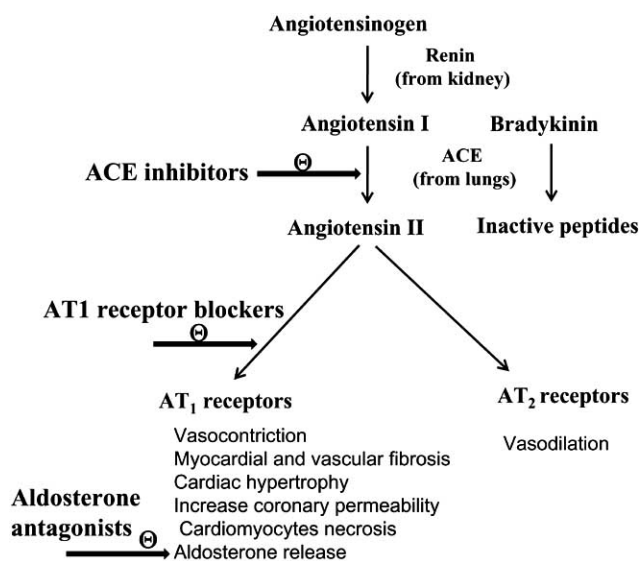 Angiotensinogen
Renin
(from kidney)
Angiotensin I
Bradykinin
ACE inhibitors
Θ
ACE
(from lungs)
Angiotensin II
Inactive peptides
AT1 receptor blockers
Θ
AT₁ receptors
AT₂ receptors
Vasocontriction
Vasodilation
Myocardial and vascular fibrosis
Cardiac hypertrophy
Increase coronary permeability
Cardiomyocytes necrosis
Aldosterone release
Aldosterone
antagonists
Θ